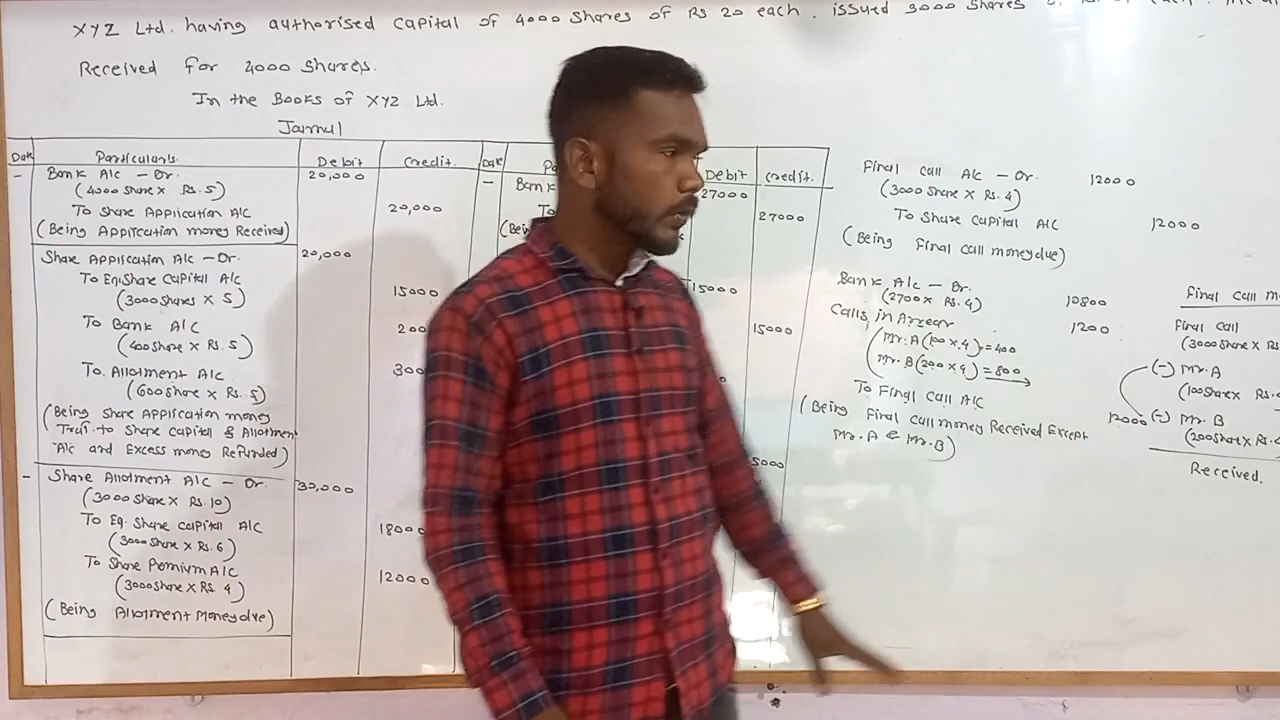 XYZ Ltd. having authorised capital of 4000 shares of Rs 20 each. issued 3000 shares
Received for 4000 shares.
In the Books of XYZ Ltd.
Journal
Date Particulars Debit Credit.
- Bank A/c - Dr. 20,000
(4000 share x Rs. 5)
To share Application A/c 20,000
(Being Application money Received)
Share Application A/c - Dr. 20,000
To Eq. Share Capital A/c
(3000 shares x 5) 15000
To Bank A/c
(400 share x Rs. 5)
To. Allotment A/c
(600 share x Rs. 5)
(Being share Application money
Tran. to share capital & Allotment
A/c and Excess money Refunded)
- Share Allotment A/c - Dr. 30,000
(3000 share x Rs. 10)
To Eq. share capital A/c 18000
(3000 share x Rs. 6)
To share Premium A/c 12000
(3000 share x Rs. 4)
(Being Allotment Money due)
Date Debit credit.
- Bank 27000
To 27000
15000
15000
Final call A/c - Dr. 12000
(3000 share x Rs. 4)
To share capital A/c 12000
(Being final call money due)
Bank A/c - Dr. 10800
(2700 x Rs. 4)
Calls in Arrear 1200
(Mr. A (100 x 4) = 400
Mr. B (200 x 4) = 800
To Final call A/c 12000
(Being Final call money Received Except
Mr. A & Mr. B)
Final call
Final call
(3000 share x Rs
(-) Mr. A
(100 share x Rs.
(-) Mr. B
(200 share x Rs.
Received.